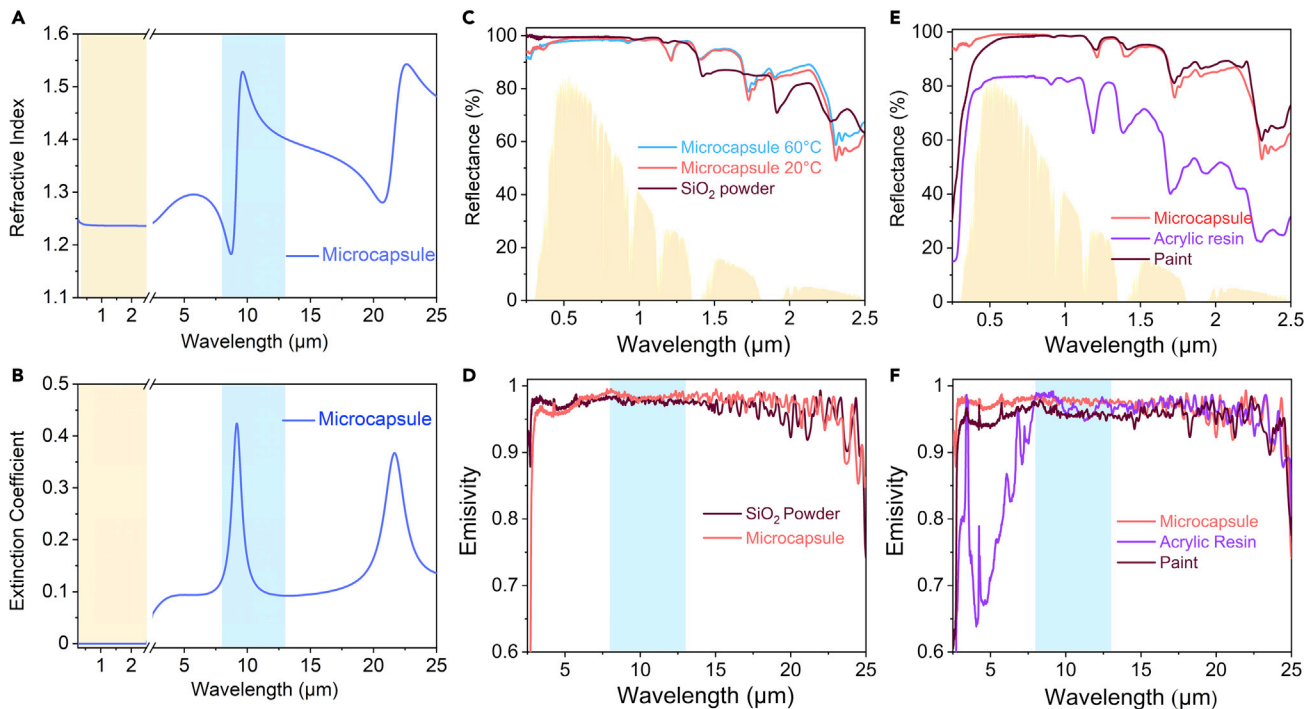 A
1.6
1.5
1.4
1.3
1.2
1.1
Refractive Index
Microcapsule
1 2 5 10 15 20 25
Wavelength (µm)
B
0.5
0.4
0.3
0.2
0.1
0
Extinction Coefficient
Microcapsule
1 2 5 10 15 20 25
Wavelength (µm)
C
100
80
60
40
20
0
Reflectance (%)
Microcapsule 60°C
Microcapsule 20°C
SiO2 powder
0.5 1 1.5 2 2.5
Wavelength (µm)
D
1
0.9
0.8
0.7
0.6
Emisivity
SiO2 Powder
Microcapsule
5 10 15 20 25
Wavelength (µm)
E
100
80
60
40
20
0
Reflectance (%)
Microcapsule
Acrylic resin
Paint
0.5 1 1.5 2 2.5
Wavelength (µm)
F
1
0.9
0.8
0.7
0.6
Emisivity
Microcapsule
Acrylic Resin
Paint
5 10 15 20 25
Wavelength (µm)